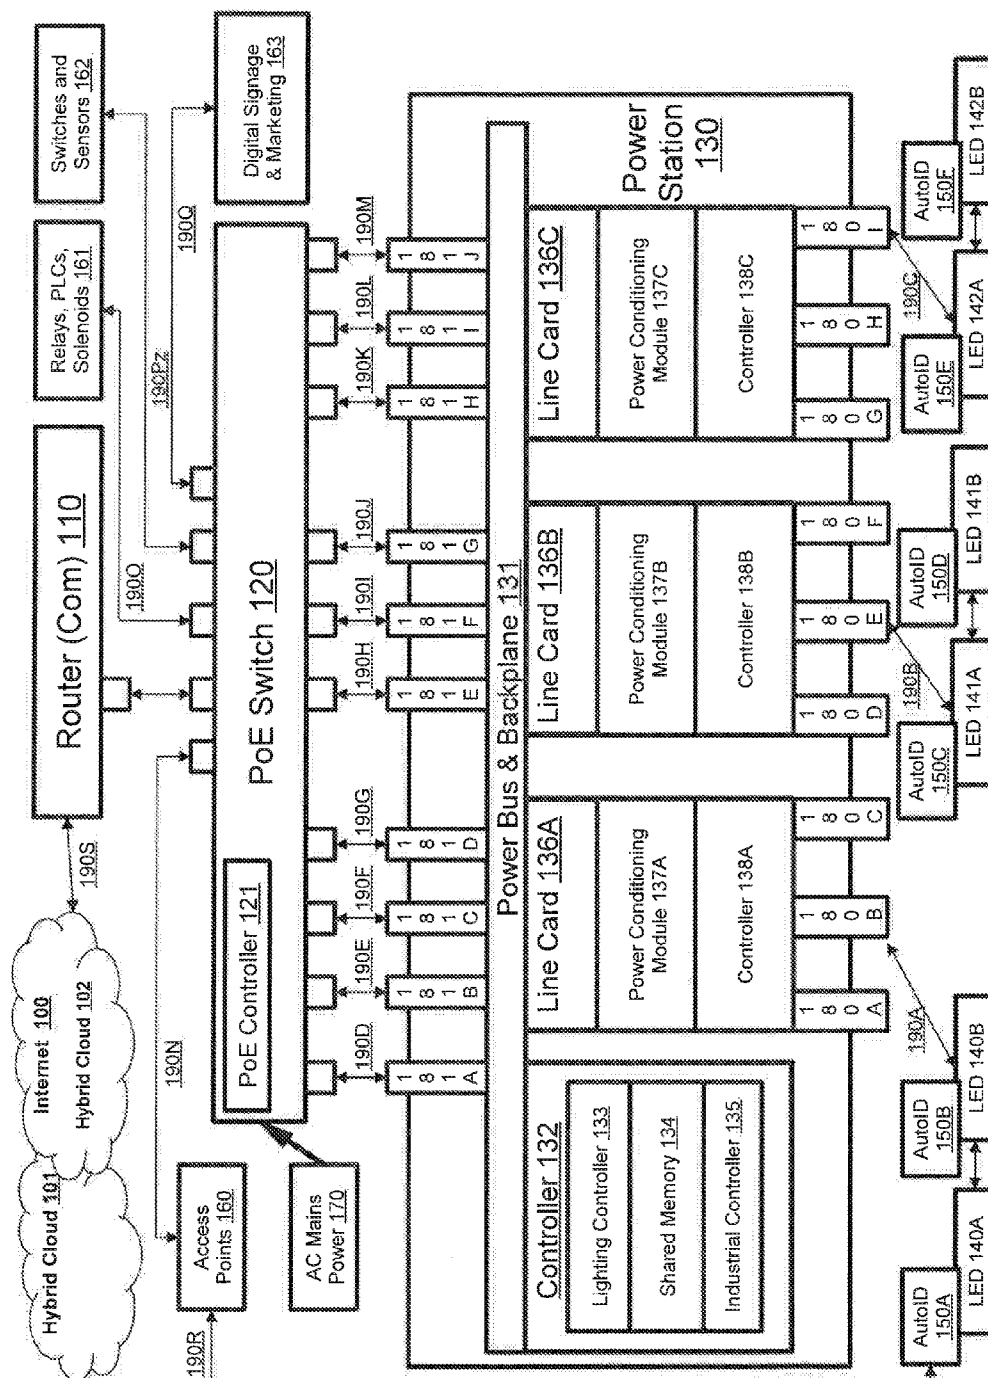 Hybrid Cloud 101
Internet 100
Hybrid Cloud 102
190S
Router (Com) 110
Relays, PLCs,
Solenoids 161
Switches and
Sensors 162
190R
Access
Points 160
190N
190O
190Pz
190Q
Digital Signage
& Marketing 163
AC Mains
Power 170
PoE Controller 121
PoE Switch 120
190D
190E
190F
190G
190H
190I
190J
190K
190L
190M
181A
181B
181C
181D
181E
181F
181G
181H
181I
181J
Power Bus & Backplane 131
Power
Station
130
Controller 132
Lighting Controller 133
Shared Memory 134
Industrial Controller 135
Line Card 136A
Power Conditioning
Module 137A
Controller 138A
Line Card 136B
Power Conditioning
Module 137B
Controller 138B
Line Card 136C
Power Conditioning
Module 137C
Controller 138C
180A
180B
180C
180D
180E
180F
180G
180H
180I
190A
190B
190C
AutoID
150A
LED 140A
AutoID
150B
LED 140B
AutoID
150C
LED 141A
AutoID
150D
LED 141B
AutoID
150E
LED 142A
AutoID
150F
LED 142B